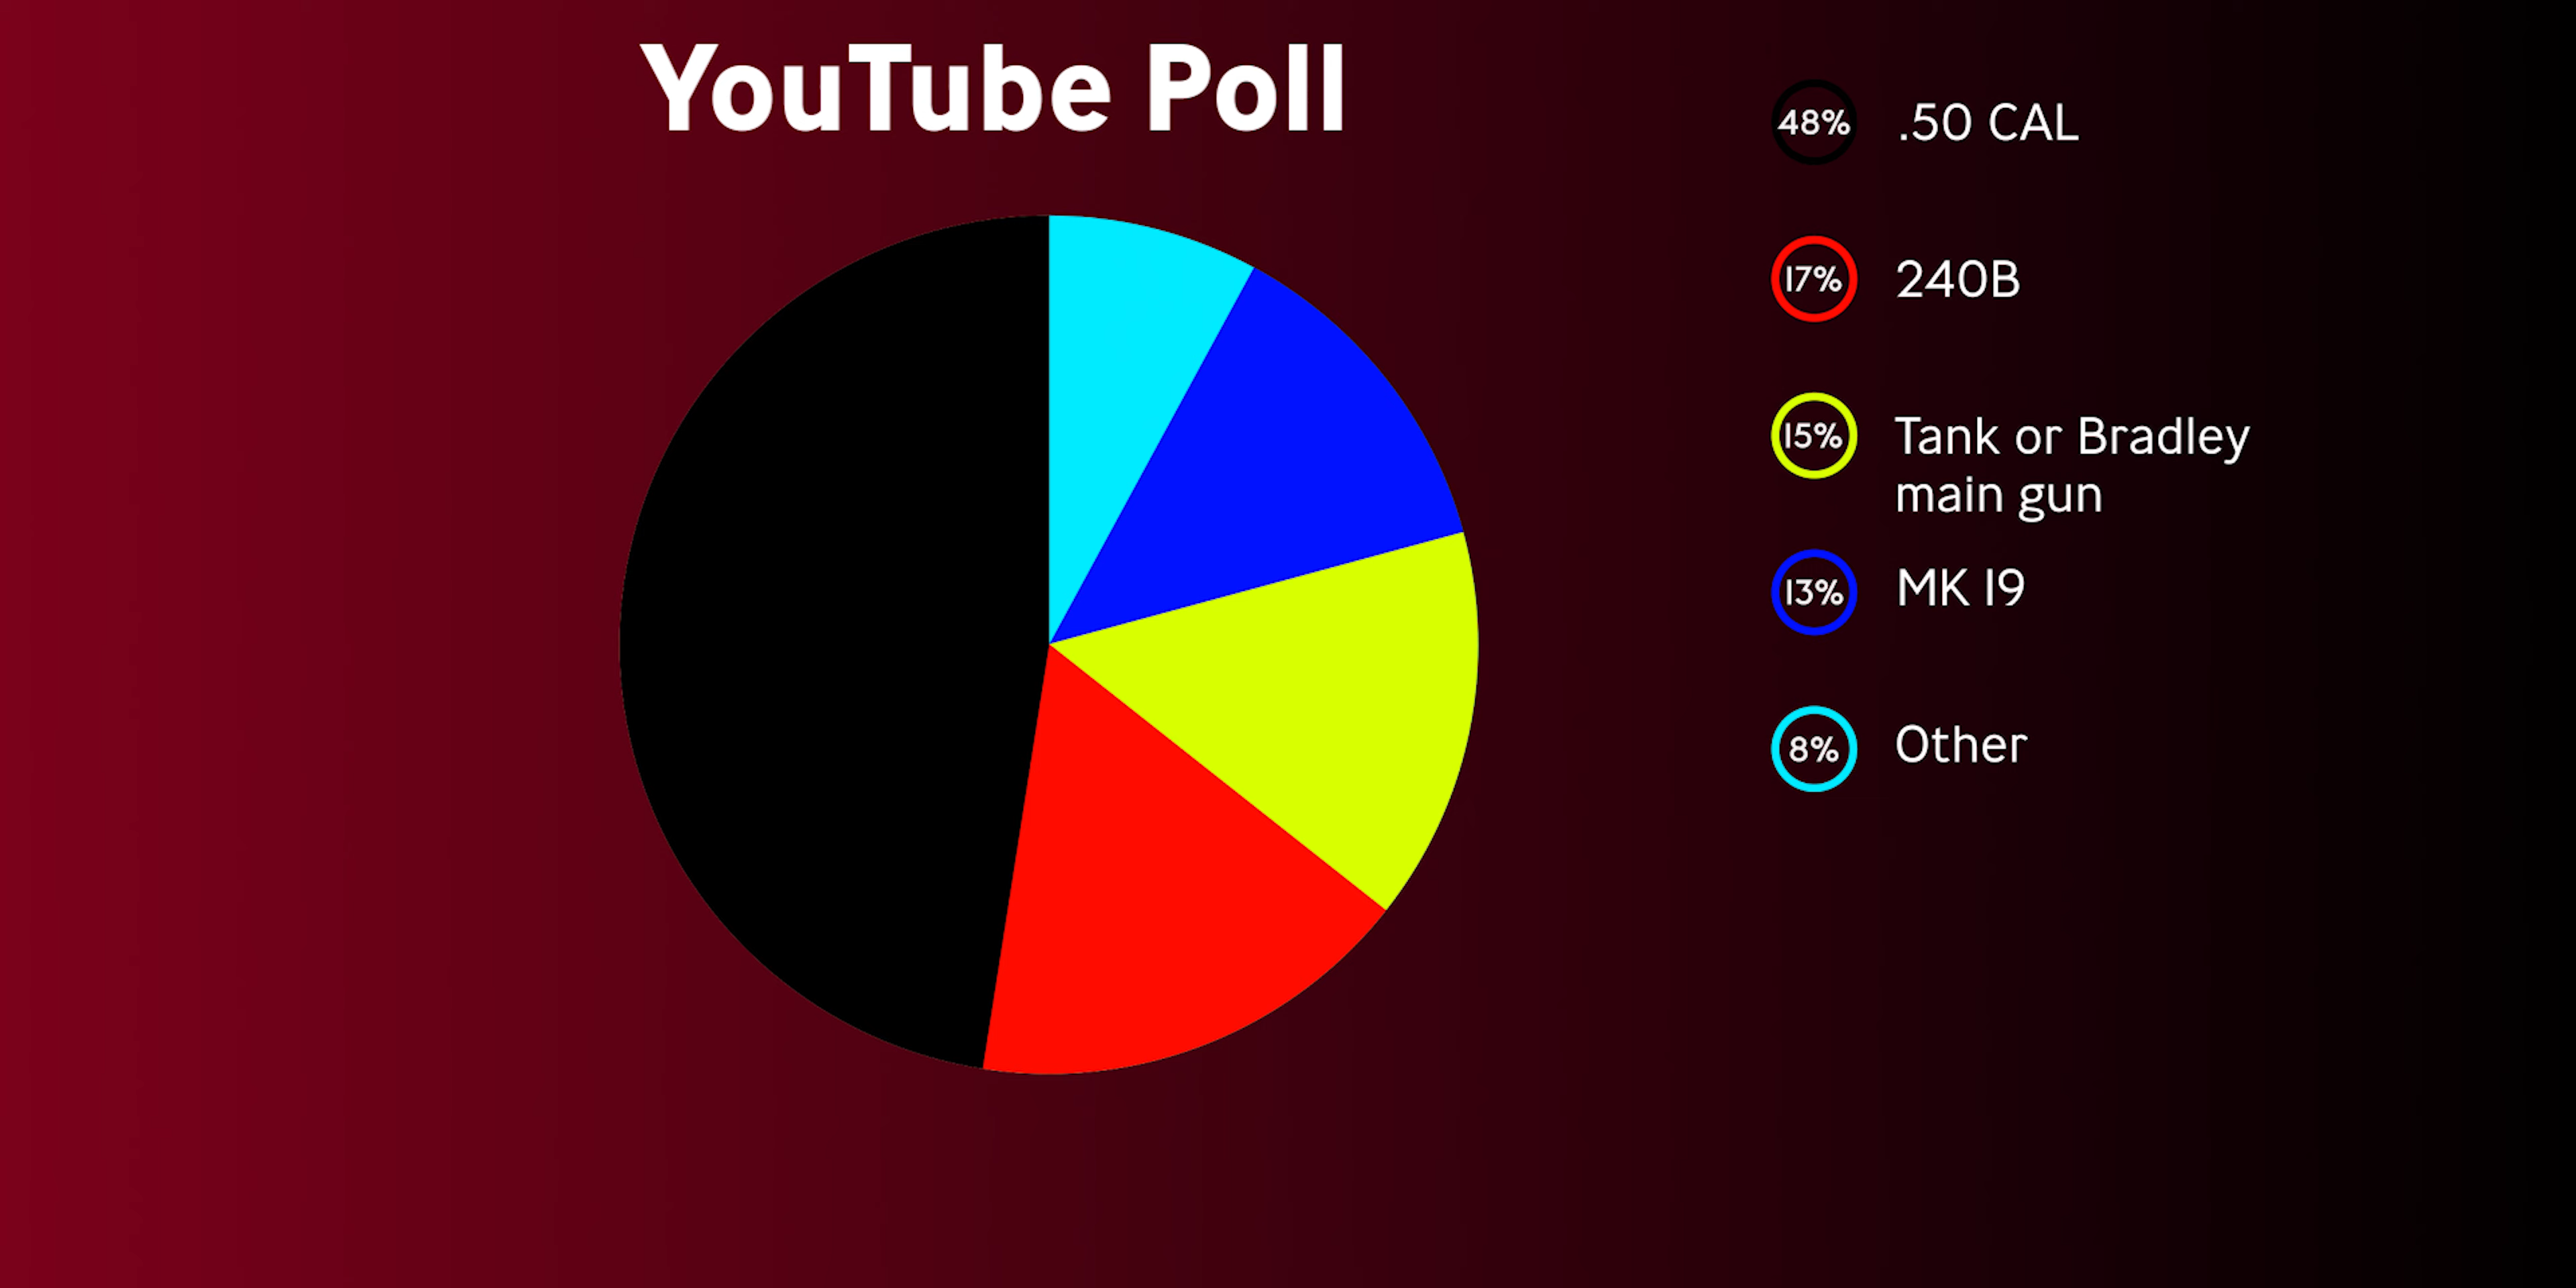 YouTube Poll
48% .50 CAL
17% 240B
15% Tank or Bradley
main gun
13% MK 19
8% Other